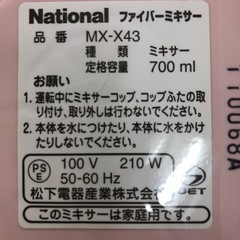 National ファイバーミキサー
品番 MX-X43
種類 ミキサー
定格容量 700 ml
お願い
1. 運転中にミキサーコップ、コップふたの取り
付け、取り外しは行わないでください。
2. 本体を水につけたり、本体に水をかけ
たりしないでください。
PS
E
100 V 210 W
50-60 Hz
松下電器産業株式会社
JET
このミキサーは家庭用です。
110068A